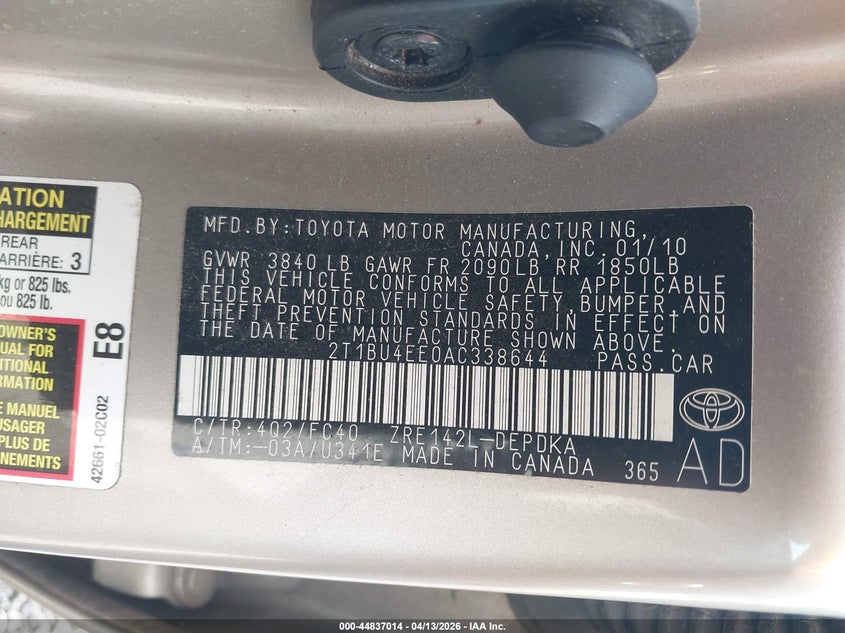 ATION
CHARGEMENT
REAR
ARRIÈRE: 3
kg or 825 lbs.
ou 825 lb.
OWNER'S
UAL FOR
ITIONAL
ORMATION
E MANUEL
USAGER
PLUS DE
NEMENTS
E8
42661-02C02
MFD.BY:TOYOTA MOTOR MANUFACTURING,
CANADA, INC. 01/10
GVWR 3840 LB GAWR FR 2090LB RR 1850LB
THIS VEHICLE CONFORMS TO ALL APPLICABLE
FEDERAL MOTOR VEHICLE SAFETY,BUMPER,AND
THEFT PREVENTION STANDARDS IN EFFECT ON
THE DATE OF MANUFACTURE SHOWN ABOVE.
2T1BU4EE0AC338644 PASS.CAR
C/TR:4Q2/FC40 ZRE142L-DEPDKA
A/TM:-03A/U341E MADE IN CANADA 365
AD
000-44837014 - 04/13/2026 - IAA Inc.